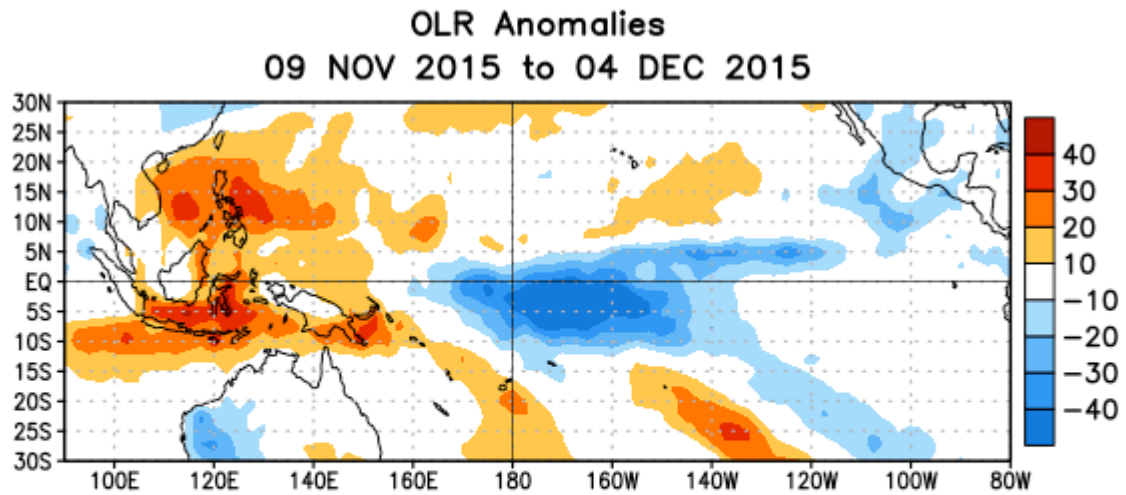 OLR Anomalies
09 NOV 2015 to 04 DEC 2015
30N
25N
20N
15N
10N
5N
EQ
5S
10S
15S
20S
25S
30S
100E 120E 140E 160E 180 160W 140W 120W 100W 80W
40
30
20
10
-10
-20
-30
-40